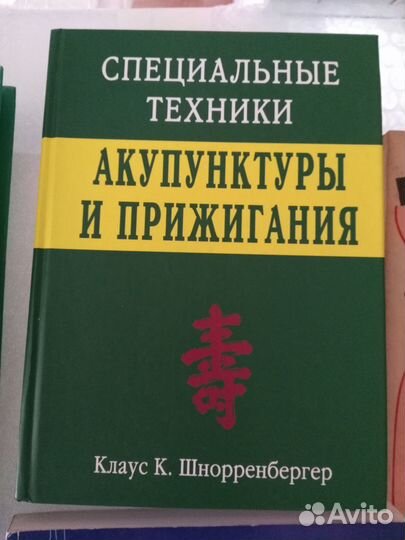 СПЕЦИАЛЬНЫЕ
ТЕХНИКИ
АКУПУНКТУРЫ
И ПРИЖИГАНИЯ
壽
Клаус К. Шнорренбергер
Avito